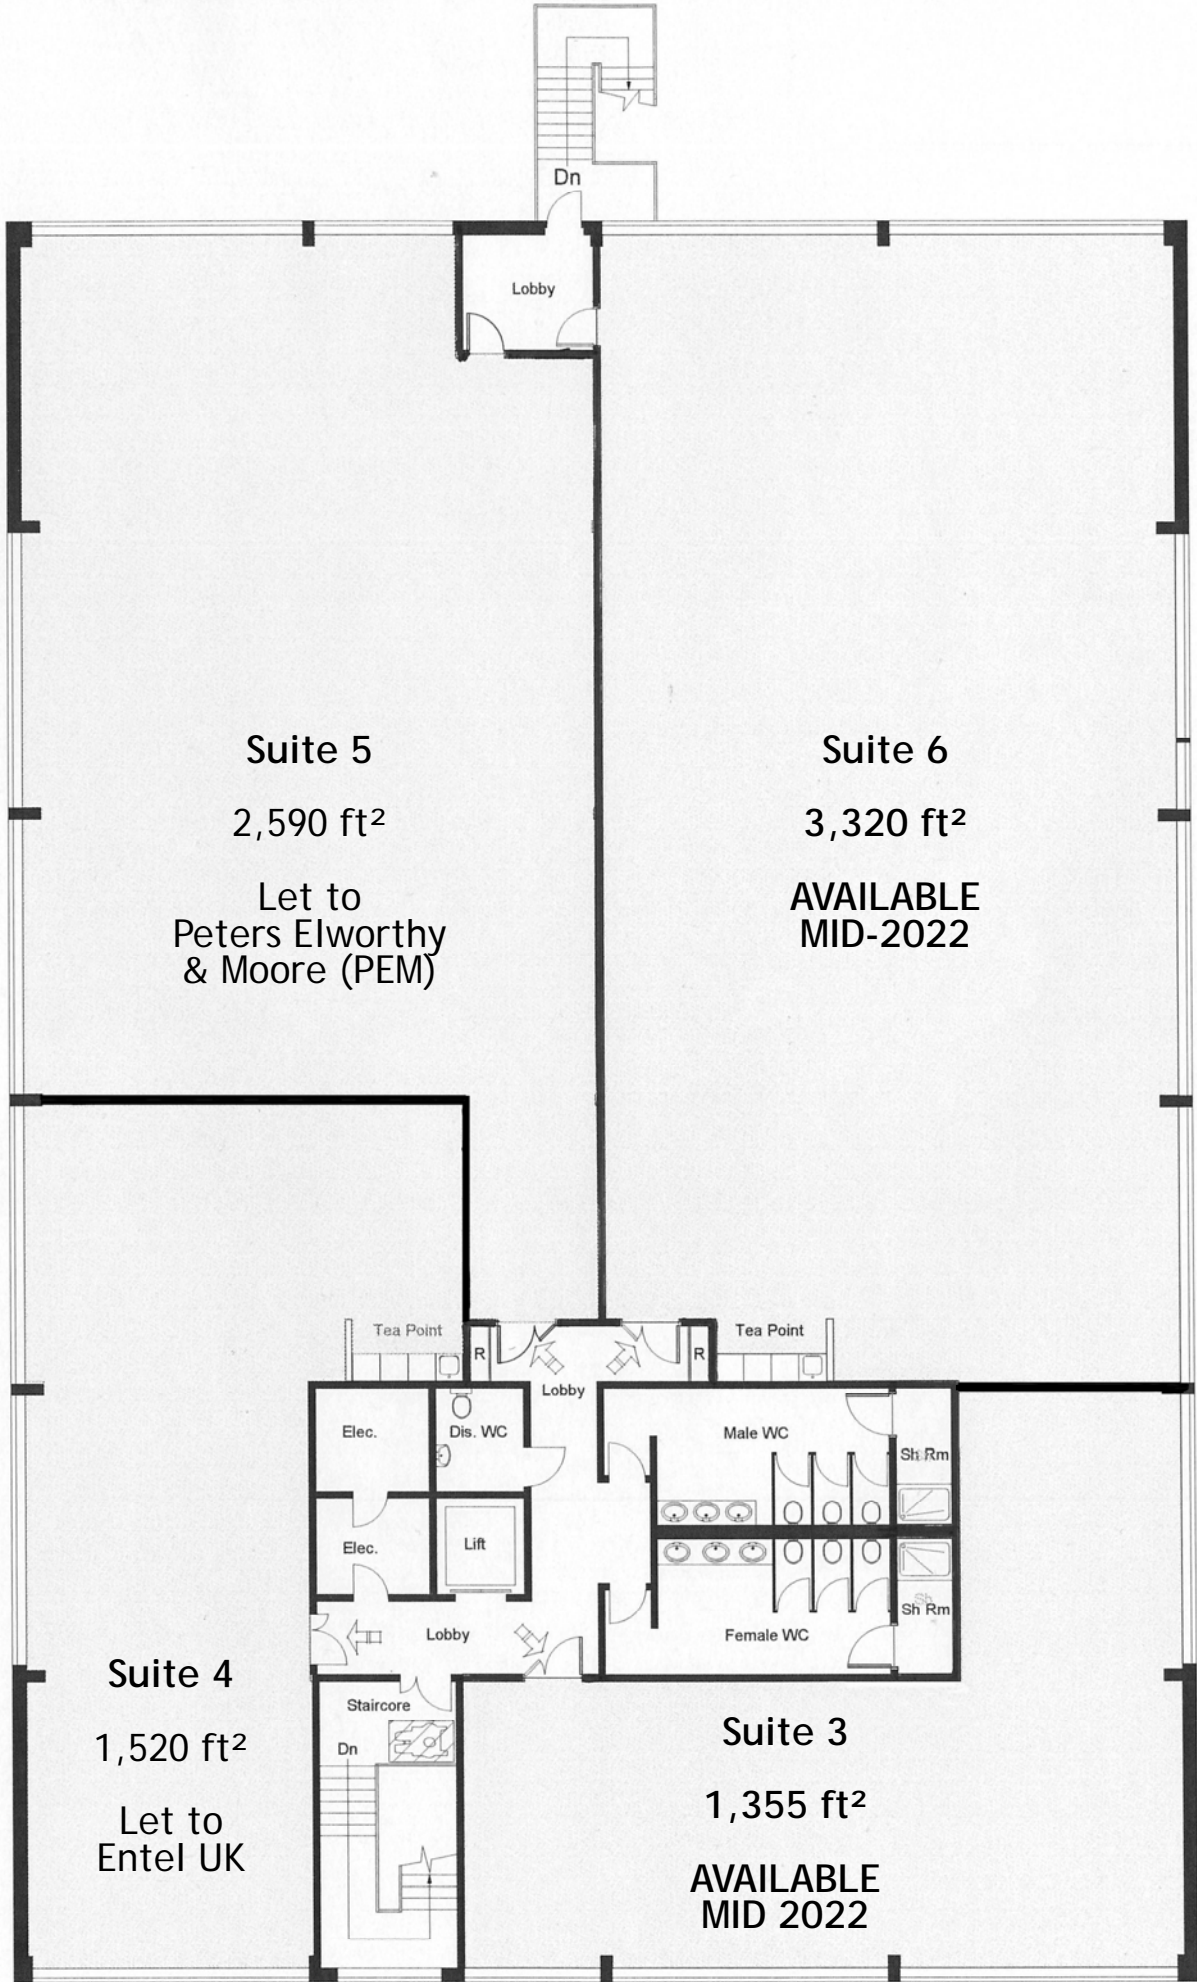 Dn
Lobby
Suite 5
2,590 ft²
Let to
Peters Elworthy
& Moore (PEM)
Suite 6
3,320 ft²
AVAILABLE
MID-2022
Tea Point
R
R
Tea Point
Lobby
Elec.
Dis. WC
Male WC
Sh Rm
Elec.
Lift
Sh
Sh Rm
Lobby
Female WC
Suite 4
1,520 ft²
Let to
Entel UK
Staircore
Dn
Suite 3
1,355 ft²
AVAILABLE
MID 2022